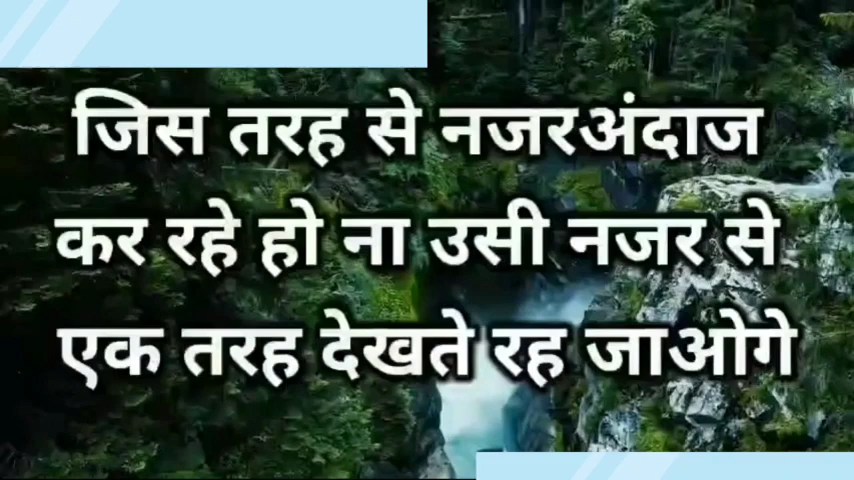 जिस तरह से नजरअंदाज
कर रहे हो ना उसी नजर से
एक तरह देखते रह जाओगे